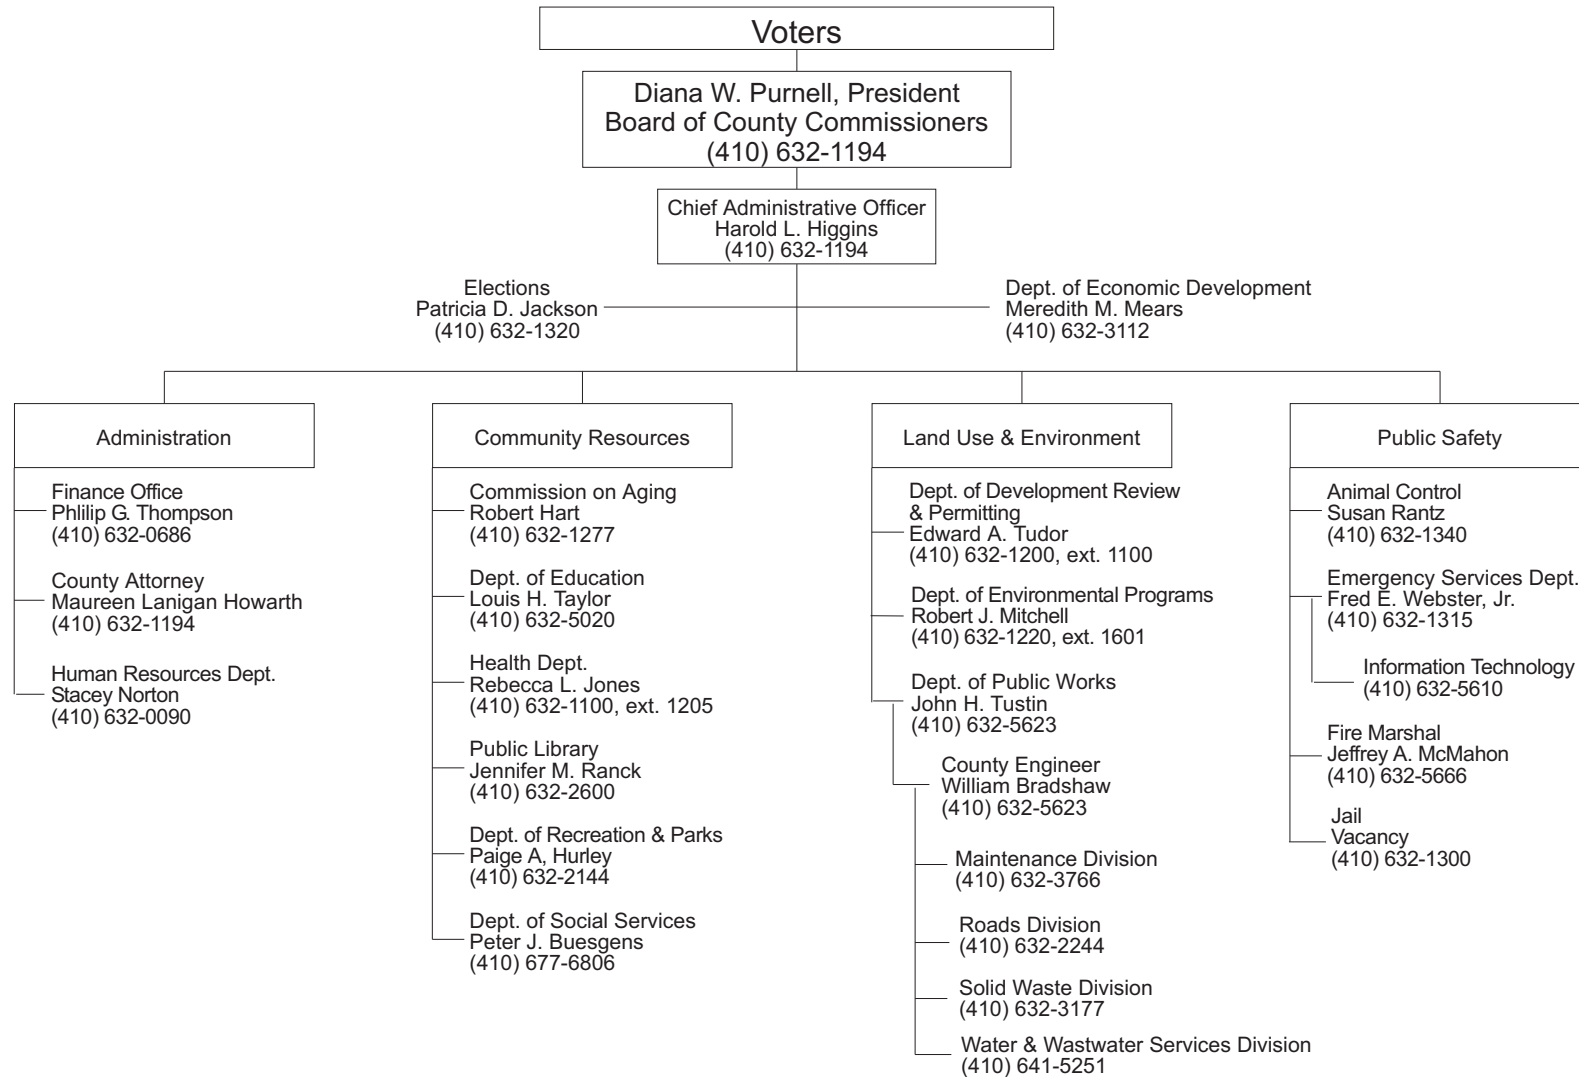 Voters
Diana W. Purnell, President
Board of County Commissioners
(410) 632-1194
Chief Administrative Officer
Harold L. Higgins
(410) 632-1194
Elections
Patricia D. Jackson
(410) 632-1320
Dept. of Economic Development
Meredith M. Mears
(410) 632-3112
Administration
Finance Office
Phlilip G. Thompson
(410) 632-0686
County Attorney
Maureen Lanigan Howarth
(410) 632-1194
Human Resources Dept.
Stacey Norton
(410) 632-0090
Community Resources
Commission on Aging
Robert Hart
(410) 632-1277
Dept. of Education
Louis H. Taylor
(410) 632-5020
Health Dept.
Rebecca L. Jones
(410) 632-1100, ext. 1205
Public Library
Jennifer M. Ranck
(410) 632-2600
Dept. of Recreation & Parks
Paige A, Hurley
(410) 632-2144
Dept. of Social Services
Peter J. Buesgens
(410) 677-6806
Land Use & Environment
Dept. of Development Review
& Permitting
Edward A. Tudor
(410) 632-1200, ext. 1100
Dept. of Environmental Programs
Robert J. Mitchell
(410) 632-1220, ext. 1601
Dept. of Public Works
John H. Tustin
(410) 632-5623
County Engineer
William Bradshaw
(410) 632-5623
Maintenance Division
(410) 632-3766
Roads Division
(410) 632-2244
Solid Waste Division
(410) 632-3177
Water & Wastwater Services Division
(410) 641-5251
Public Safety
Animal Control
Susan Rantz
(410) 632-1340
Emergency Services Dept.
Fred E. Webster, Jr.
(410) 632-1315
Information Technology
(410) 632-5610
Fire Marshal
Jeffrey A. McMahon
(410) 632-5666
Jail
Vacancy
(410) 632-1300